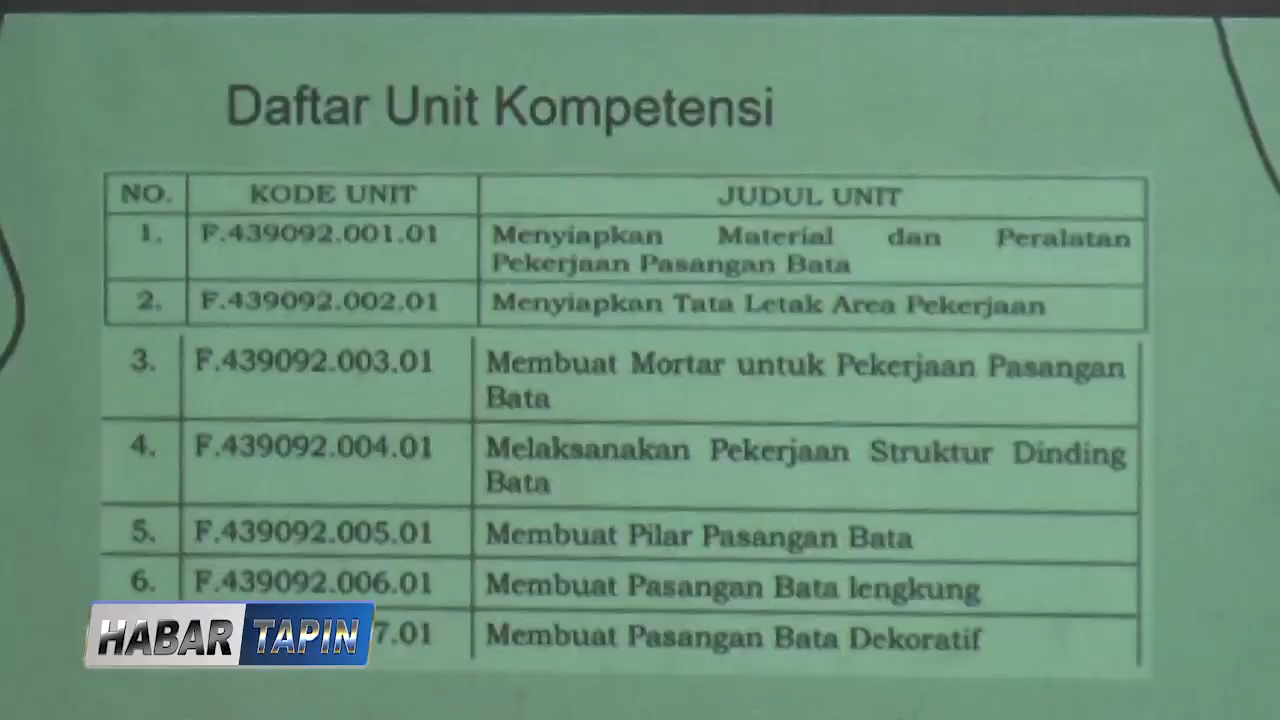 Daftar Unit Kompetensi
NO. KODE UNIT JUDUL UNIT
1. F.439092.001.01 Menyiapkan Material dan Peralatan
Pekerjaan Pasangan Bata
2. F.439092.002.01 Menyiapkan Tata Letak Area Pekerjaan
3. F.439092.003.01 Membuat Mortar untuk Pekerjaan Pasangan
Bata
4. F.439092.004.01 Melaksanakan Pekerjaan Struktur Dinding
Bata
5. F.439092.005.01 Membuat Pilar Pasangan Bata
6. F.439092.006.01 Membuat Pasangan Bata lengkung
7.01 Membuat Pasangan Bata Dekoratif
HABAR TAPIN